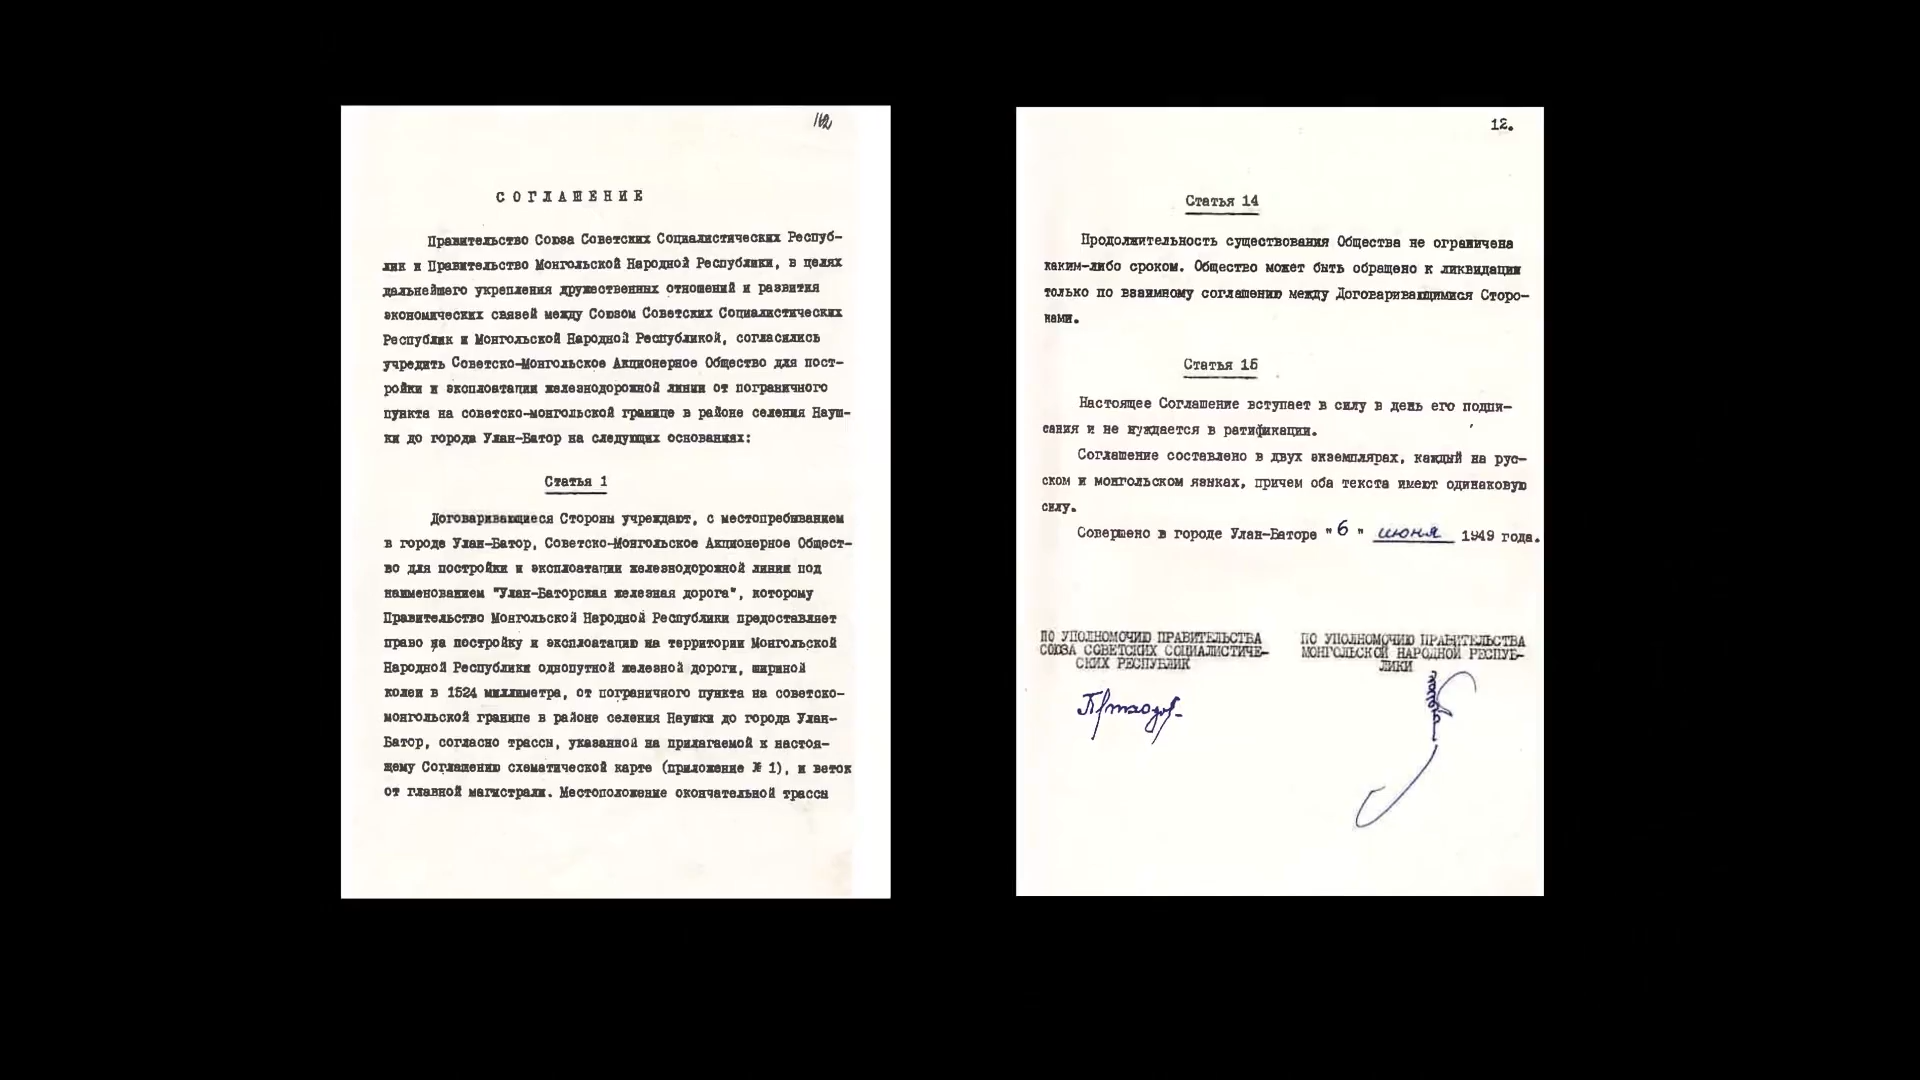 112
СОГЛАШЕНИЕ
Правительство Союза Советских Социалистических Респуб-
лик и Правительство Монгольской Народной Республики, в целях
дальнейшего укрепления дружественных отношений и развития
экономических связей между Союзом Советских Социалистических
Республик и Монгольской Народной Республикой, согласились
учредить Советско-Монгольское Акционерное Общество для пост-
ройки и эксплоатации железнодорожной линии от пограничного
пункта на советско-монгольской границе в районе селения Науш-
ки до города Улан-Батор на следующих основаниях:
Статья 1
Договаривающиеся Стороны учреждают, с местопребыванием
в городе Улан-Батор, Советско-Монгольское Акционерное Общест-
во для постройки и эксплоатации железнодорожной линии под
наименованием "Улан-Баторская железная дорога", которому
Правительство Монгольской Народной Республики предоставляет
право на постройку и эксплоатацию на территории Монгольской
Народной Республики однопутной железной дороги, шириной
колеи в 1524 миллиметра, от пограничного пункта на советско-
монгольской границе в районе селения Наушки до города Улан-
Батор, согласно трассы, указанной на прилагаемой к настоя-
щему Соглашению схематической карте (приложение № 1), и веток
от главной магистрали. Местоположение окончательной трассы
12.
Статья 14
Продолжительность существования Общества не ограничена
каким-либо сроком. Общество может быть обращено к ликвидации
только по взаимному соглашению между Договаривающимися Сторо-
нами.
Статья 15
Настоящее Соглашение вступает в силу в день его подпи-
сания и не нуждается в ратификации.
Соглашение составлено в двух экземплярах, каждый на рус-
ском и монгольском языках, причем оба текста имеют одинаковую
силу.
Совершено в городе Улан-Баторе "6" июня 1949 года.
ПО УПОЛНОМОЧИЮ ПРАВИТЕЛЬСТВА
СОЮЗА СОВЕТСКИХ СОЦИАЛИСТИЧЕ-
СКИХ РЕСПУБЛИК
ПО УПОЛНОМОЧИЮ ПРАВИТЕЛЬСТВА
МОНГОЛЬСКОЙ НАРОДНОЙ РЕСПУБ-
ЛИКИ